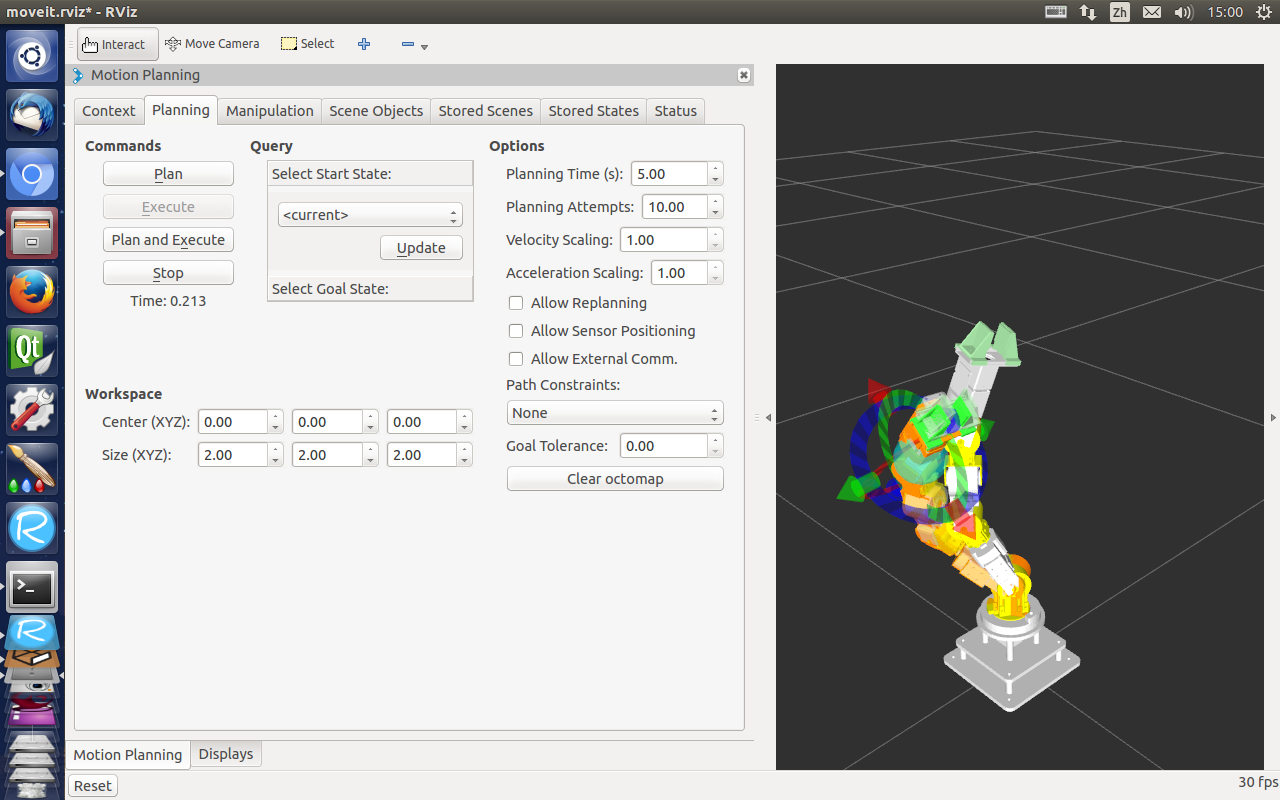 moveit.rviz* - RViz
Zh
15:00
Interact
Move Camera
Select
Motion Planning
Context
Planning
Manipulation
Scene Objects
Stored Scenes
Stored States
Status
Commands
Plan
Execute
Plan and Execute
Stop
Time: 0.213
Query
Select Start State:
<current>
Update
Select Goal State:
Options
Planning Time (s): 5.00
Planning Attempts: 10.00
Velocity Scaling: 1.00
Acceleration Scaling: 1.00
Allow Replanning
Allow Sensor Positioning
Allow External Comm.
Path Constraints:
None
Goal Tolerance: 0.00
Clear octomap
Workspace
Center (XYZ): 0.00 0.00 0.00
Size (XYZ): 2.00 2.00 2.00
Qt
R
>_
R
Motion Planning
Displays
Reset
30 fps